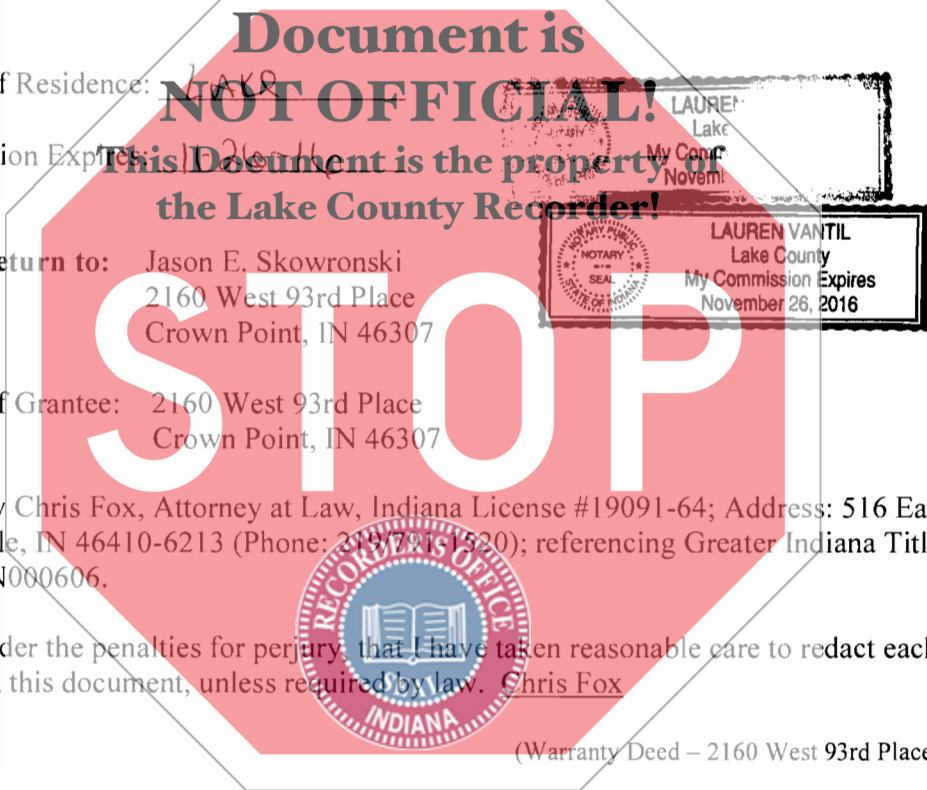 Document is
NOT OFFICIAL!
This Document is the property of
the Lake County Recorder!
STOP
f Residence: Lake
ion Expires: 11-26-16
LAUREN
Lake
My Com
Novem
LAUREN VANTIL
Lake County
My Commission Expires
November 26, 2016
NOTARY PUBLIC
NOTARY
SEAL
STATE OF INDIANA
eturn to: Jason E. Skowronski
2160 West 93rd Place
Crown Point, IN 46307
f Grantee: 2160 West 93rd Place
Crown Point, IN 46307
y Chris Fox, Attorney at Law, Indiana License #19091-64; Address: 516 Ea
le, IN 46410-6213 (Phone: 219/791-1520); referencing Greater Indiana Titl
N000606.
der the penalties for perjury, that I have taken reasonable care to redact each
this document, unless required by law. Chris Fox
RECORDER'S OFFICE
SEAL
INDIANA
(Warranty Deed – 2160 West 93rd Place